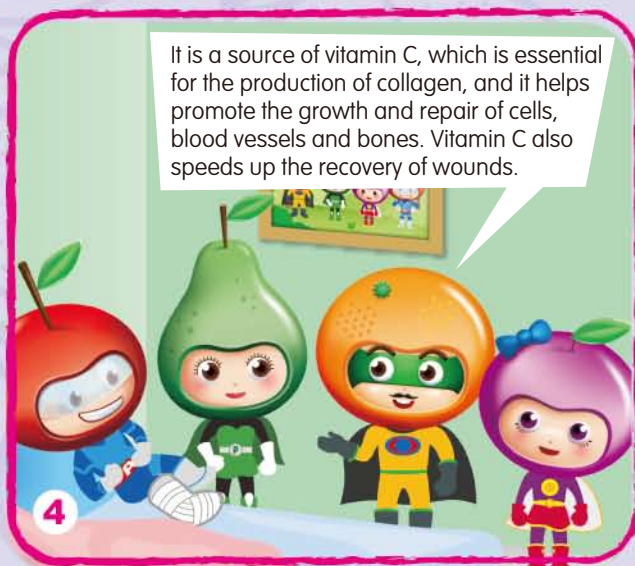 It is a source of vitamin C, which is essential
for the production of collagen, and it helps
promote the growth and repair of cells,
blood vessels and bones. Vitamin C also
speeds up the recovery of wounds.
P
4